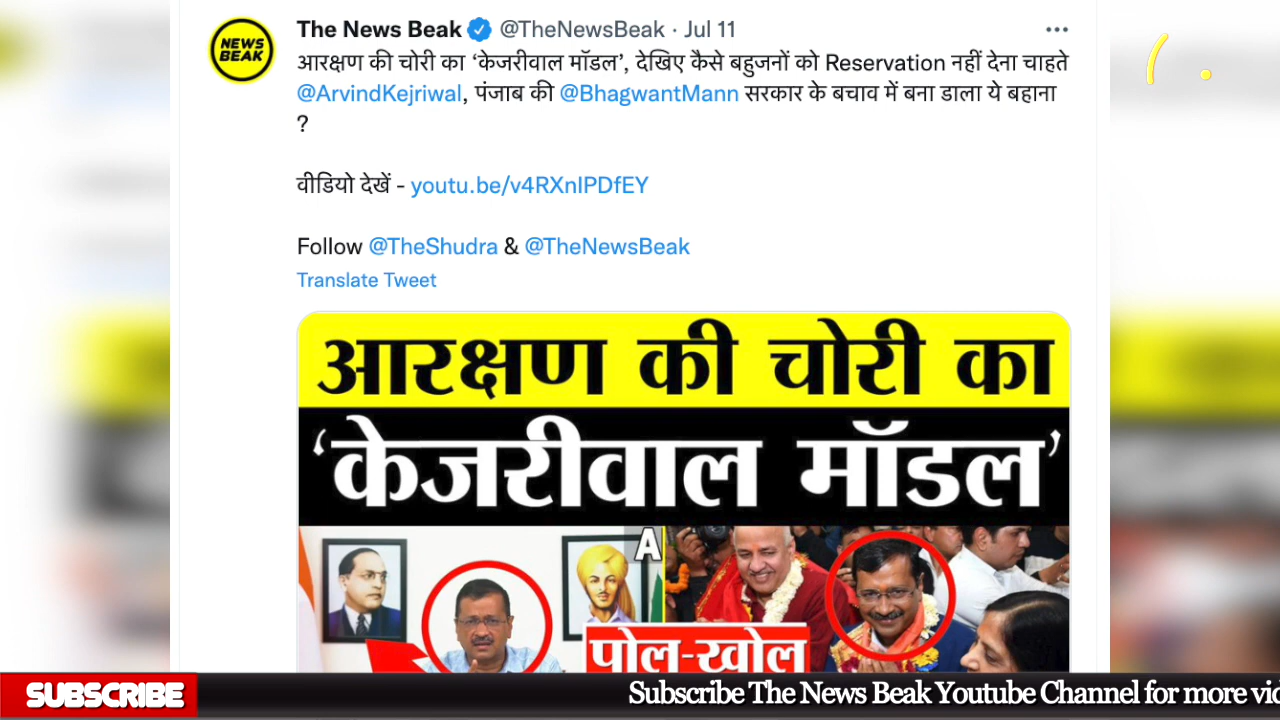 NEWS
BEAK
The News Beak @TheNewsBeak · Jul 11
आरक्षण की चोरी का ‘केजरीवाल मॉडल’, देखिए कैसे बहुजनों को Reservation नहीं देना चाहते
@ArvindKejriwal, पंजाब की @BhagwantMann सरकार के बचाव में बना डाला ये बहाना
?
वीडियो देखें - youtu.be/v4RXnlPDfEY
Follow @TheShudra & @TheNewsBeak
Translate Tweet
आरक्षण की चोरी का
‘केजरीवाल मॉडल’
A
पोल-खोल
SUBSCRIBE
Subscribe The News Beak Youtube Channel for more vid